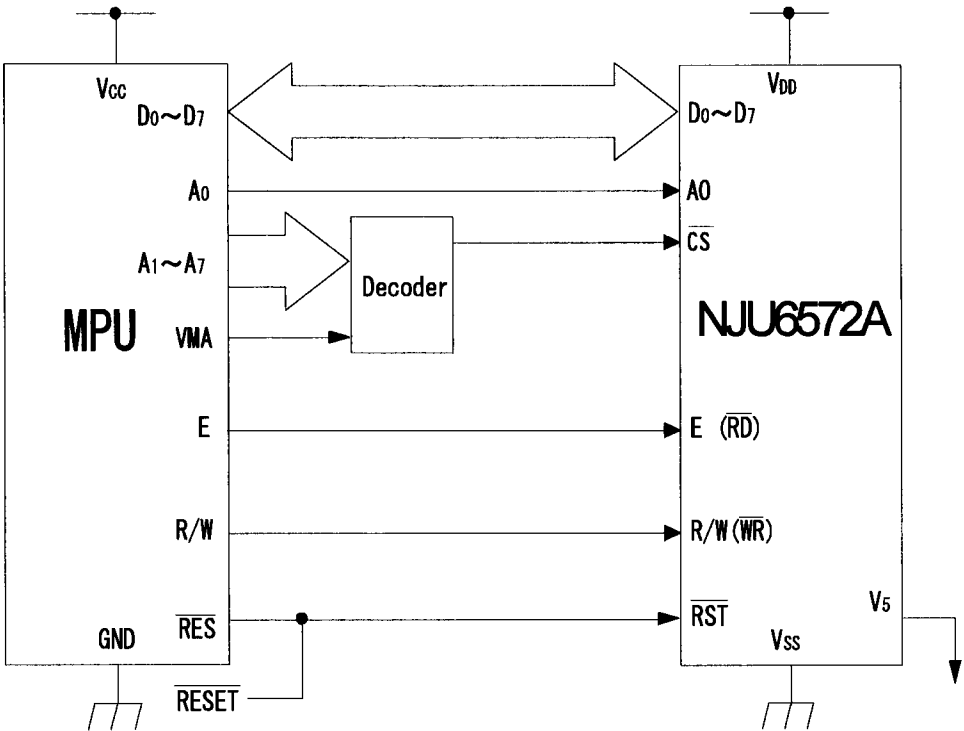 Vcc
D0~D7
A0
A1~A7
MPU
VMA
E
R/W
RES
GND
RESET
Decoder
VDD
D0~D7
A0
CS
NJU6572A
E (RD)
R/W(WR)
RST
V5
Vss